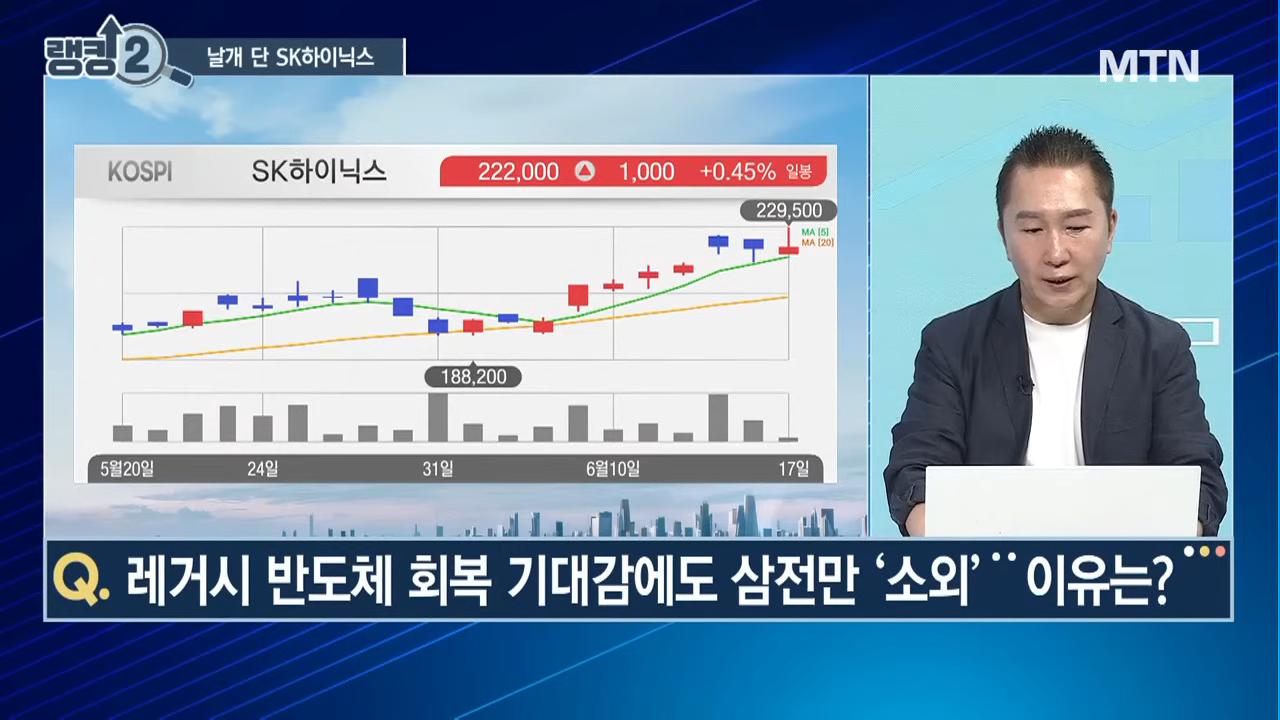 랭킹2
날개 단 SK하이닉스
MTN
KOSPI
SK하이닉스
222,000 1,000 +0.45% 일봉
229,500
MA [5]
MA [20]
188,200
5월20일 24일 31일 6월10일 17일
Q. 레거시 반도체 회복 기대감에도 삼전만 ‘소외’¨이유는?